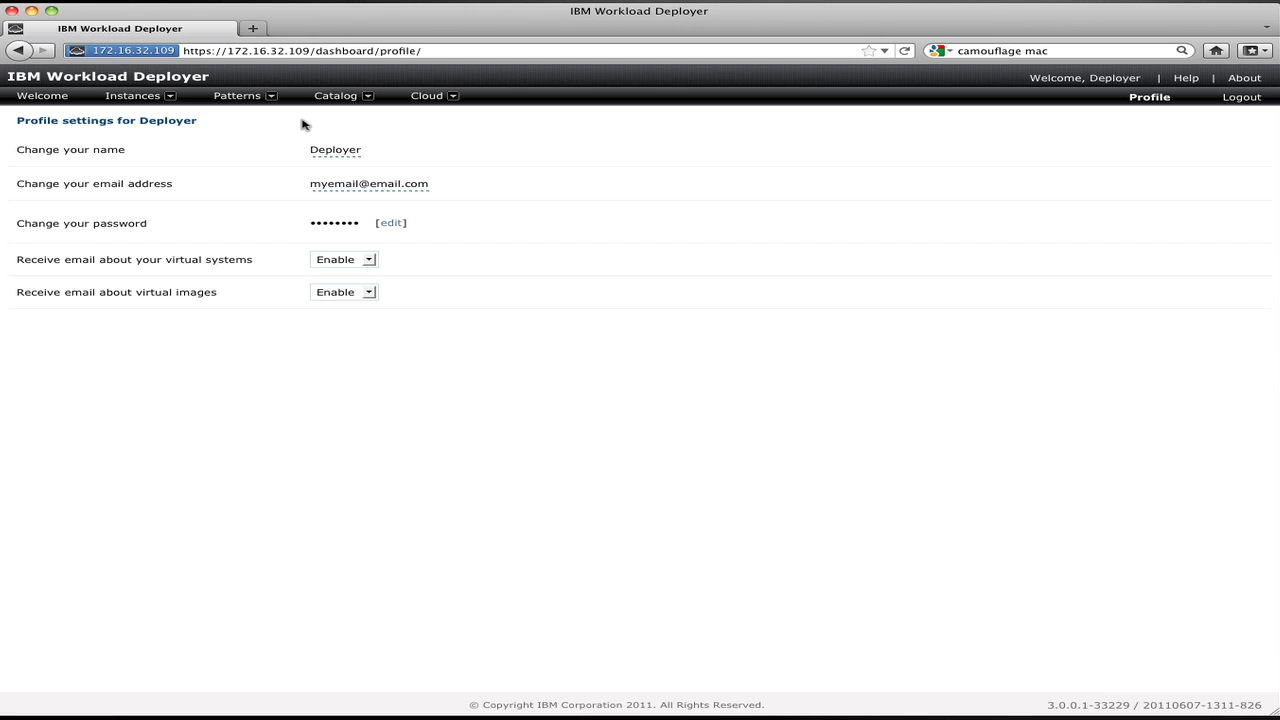 IBM Workload Deployer
IBM Workload Deployer
172.16.32.109 https://172.16.32.109/dashboard/profile/ camouflage mac
IBM Workload Deployer Welcome, Deployer | Help | About
Welcome Instances Patterns Catalog Cloud Profile Logout
Profile settings for Deployer
Change your name Deployer
Change your email address myemail@email.com
Change your password •••••••• [edit]
Receive email about your virtual systems Enable
Receive email about virtual images Enable
© Copyright IBM Corporation 2011. All Rights Reserved. 3.0.0.1-33229 / 20110607-1311-826